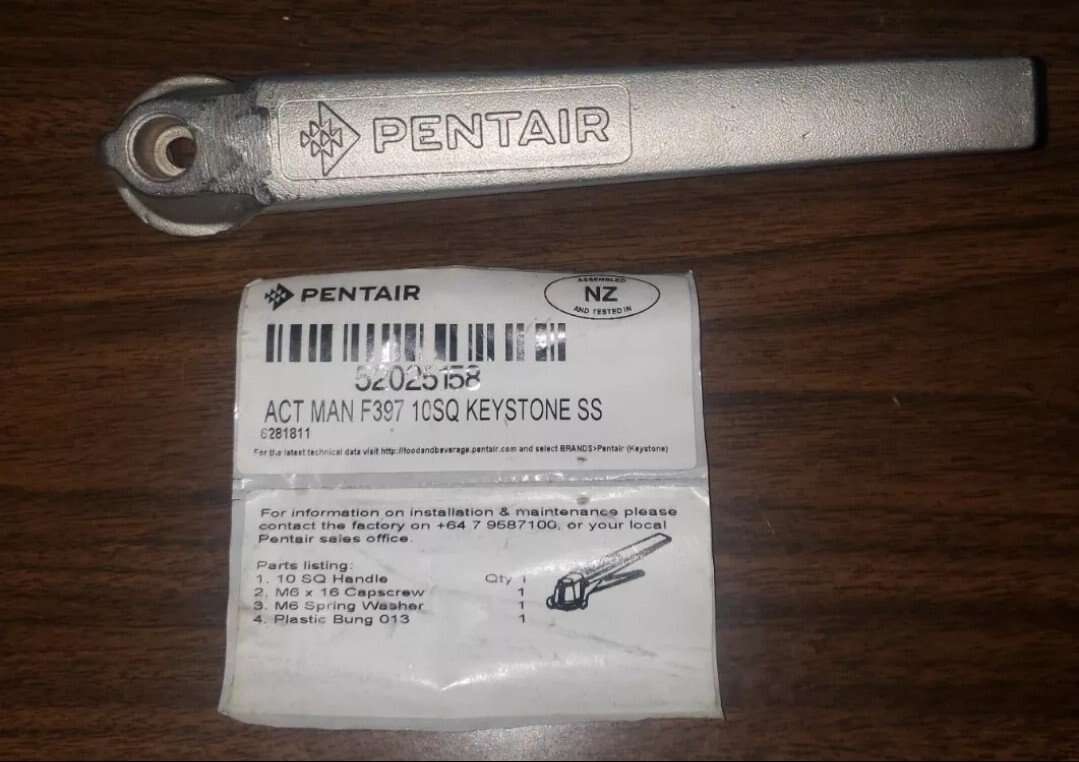 PENTAIR
PENTAIR
ASSEMBLED
NZ
AND TESTED IN
52025158
ACT MAN F397 10SQ KEYSTONE SS
6281811
For the latest technical data visit http://foodandbeverage.pentair.com and select BRANDS>Pentair (Keystone)
For information on installation & maintenance please
contact the factory on +64 7 9587100, or your local
Pentair sales office.
Parts listing:
1. 10 SQ Handle Qty 1
2. M6 x 16 Capscrew 1
3. M6 Spring Washer 1
4. Plastic Bung 013 1